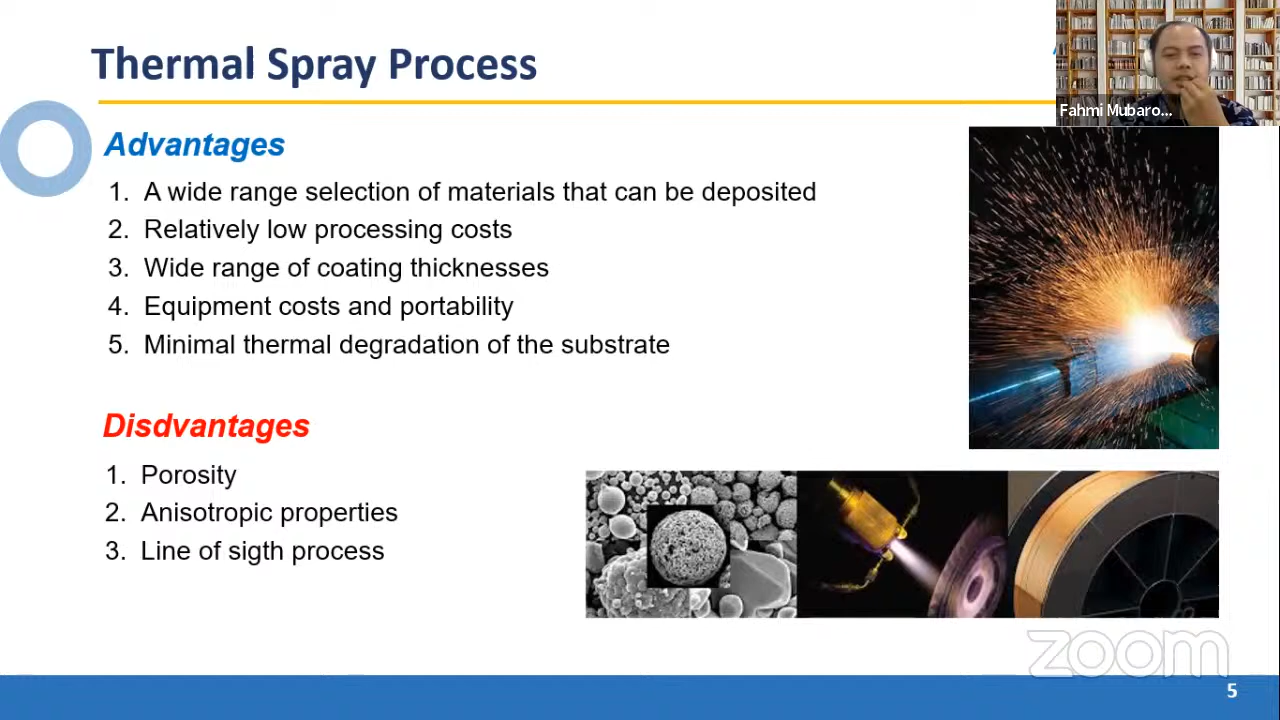 Thermal Spray Process
Fahmi Mubaro...
Advantages
1. A wide range selection of materials that can be deposited
2. Relatively low processing costs
3. Wide range of coating thicknesses
4. Equipment costs and portability
5. Minimal thermal degradation of the substrate
Disdvantages
1. Porosity
2. Anisotropic properties
3. Line of sigth process
zoom
5